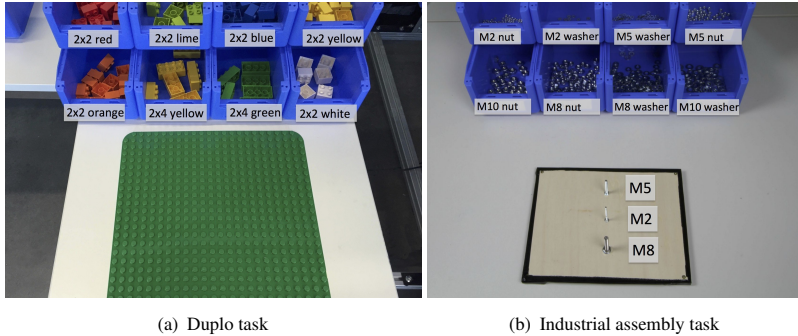 2x2 red 2x2 lime 2x2 blue 2x2 yellow
2x2 orange 2x4 yellow 2x4 green 2x2 white
M2 nut M2 washer M5 washer M5 nut
M10 nut M8 nut M8 washer M10 washer
M5
M2
M8
(a) Duplo task
(b) Industrial assembly task